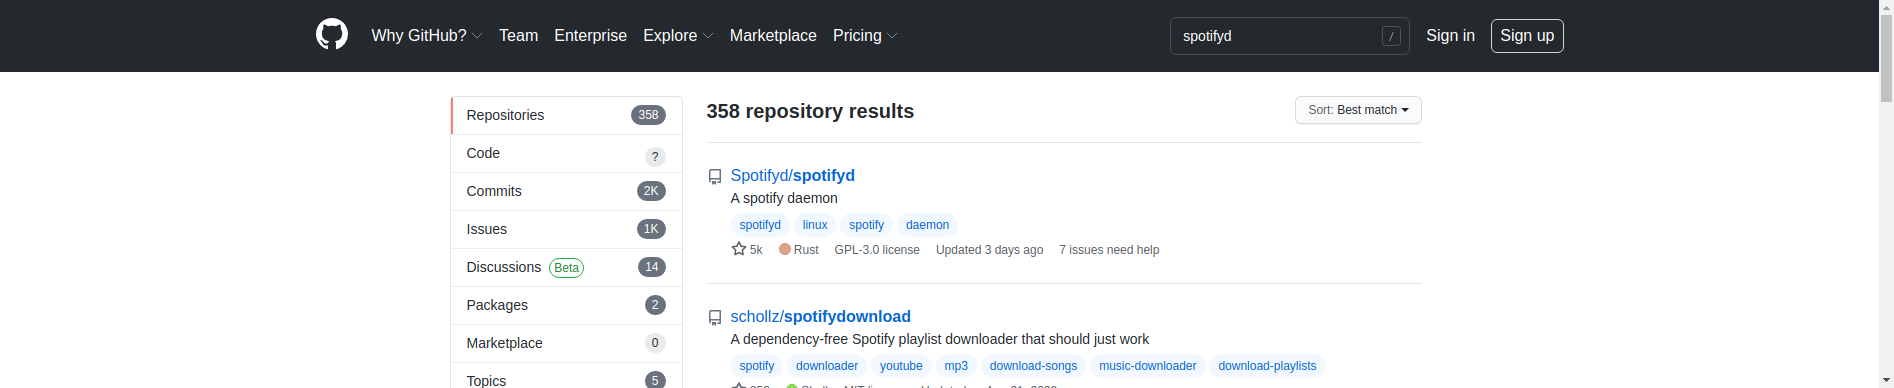 Why GitHub? Team Enterprise Explore Marketplace Pricing spotifyd / Sign in Sign up
Repositories 358
Code ?
Commits 2K
Issues 1K
Discussions Beta 14
Packages 2
Marketplace 0
Topics 5
358 repository results
Sort: Best match
Spotifyd/spotifyd
A spotify daemon
spotifyd linux spotify daemon
5k Rust GPL-3.0 license Updated 3 days ago 7 issues need help
schollz/spotifydownload
A dependency-free Spotify playlist downloader that should just work
spotify downloader youtube mp3 download-songs music-downloader download-playlists